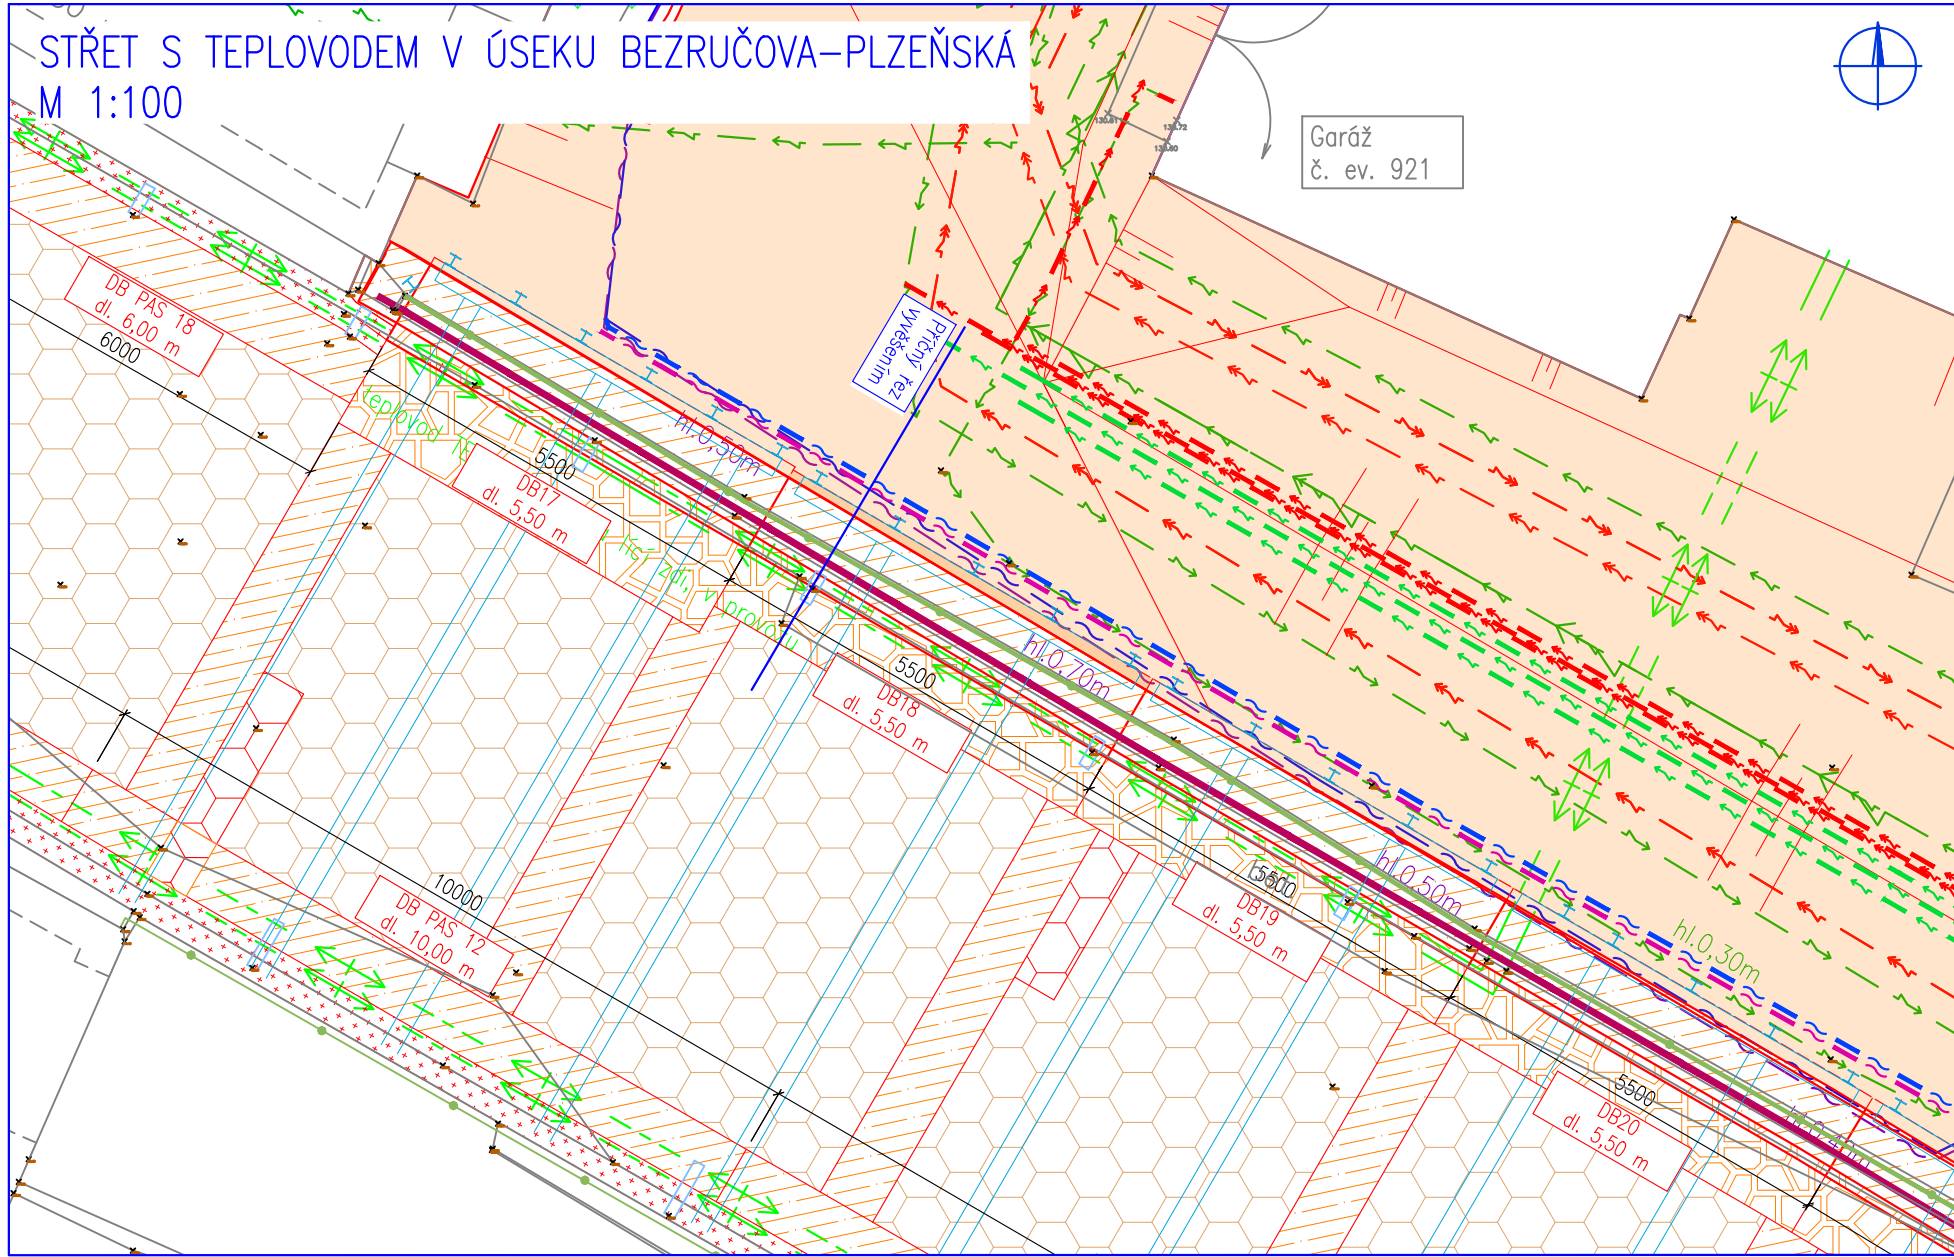 STŘET S TEPLOVODEM V ÚSEKU BEZRUČOVA-PLZEŇSKÁ
M 1:100
Garáž
č. ev. 921
DB PAS 18
dl. 6,00 m
6000
Příčný řez
vyvěšením
teplovod
hl.0,50m
5500
DB17
dl. 5,50 m
líc zdi, v provozu
hl.0,70m
5500
DB18
dl. 5,50 m
hl.0,50m
5500
DB19
dl. 5,50 m
hl.0,30m
10000
DB PAS 12
dl. 10,00 m
5500
DB20
dl. 5,50 m